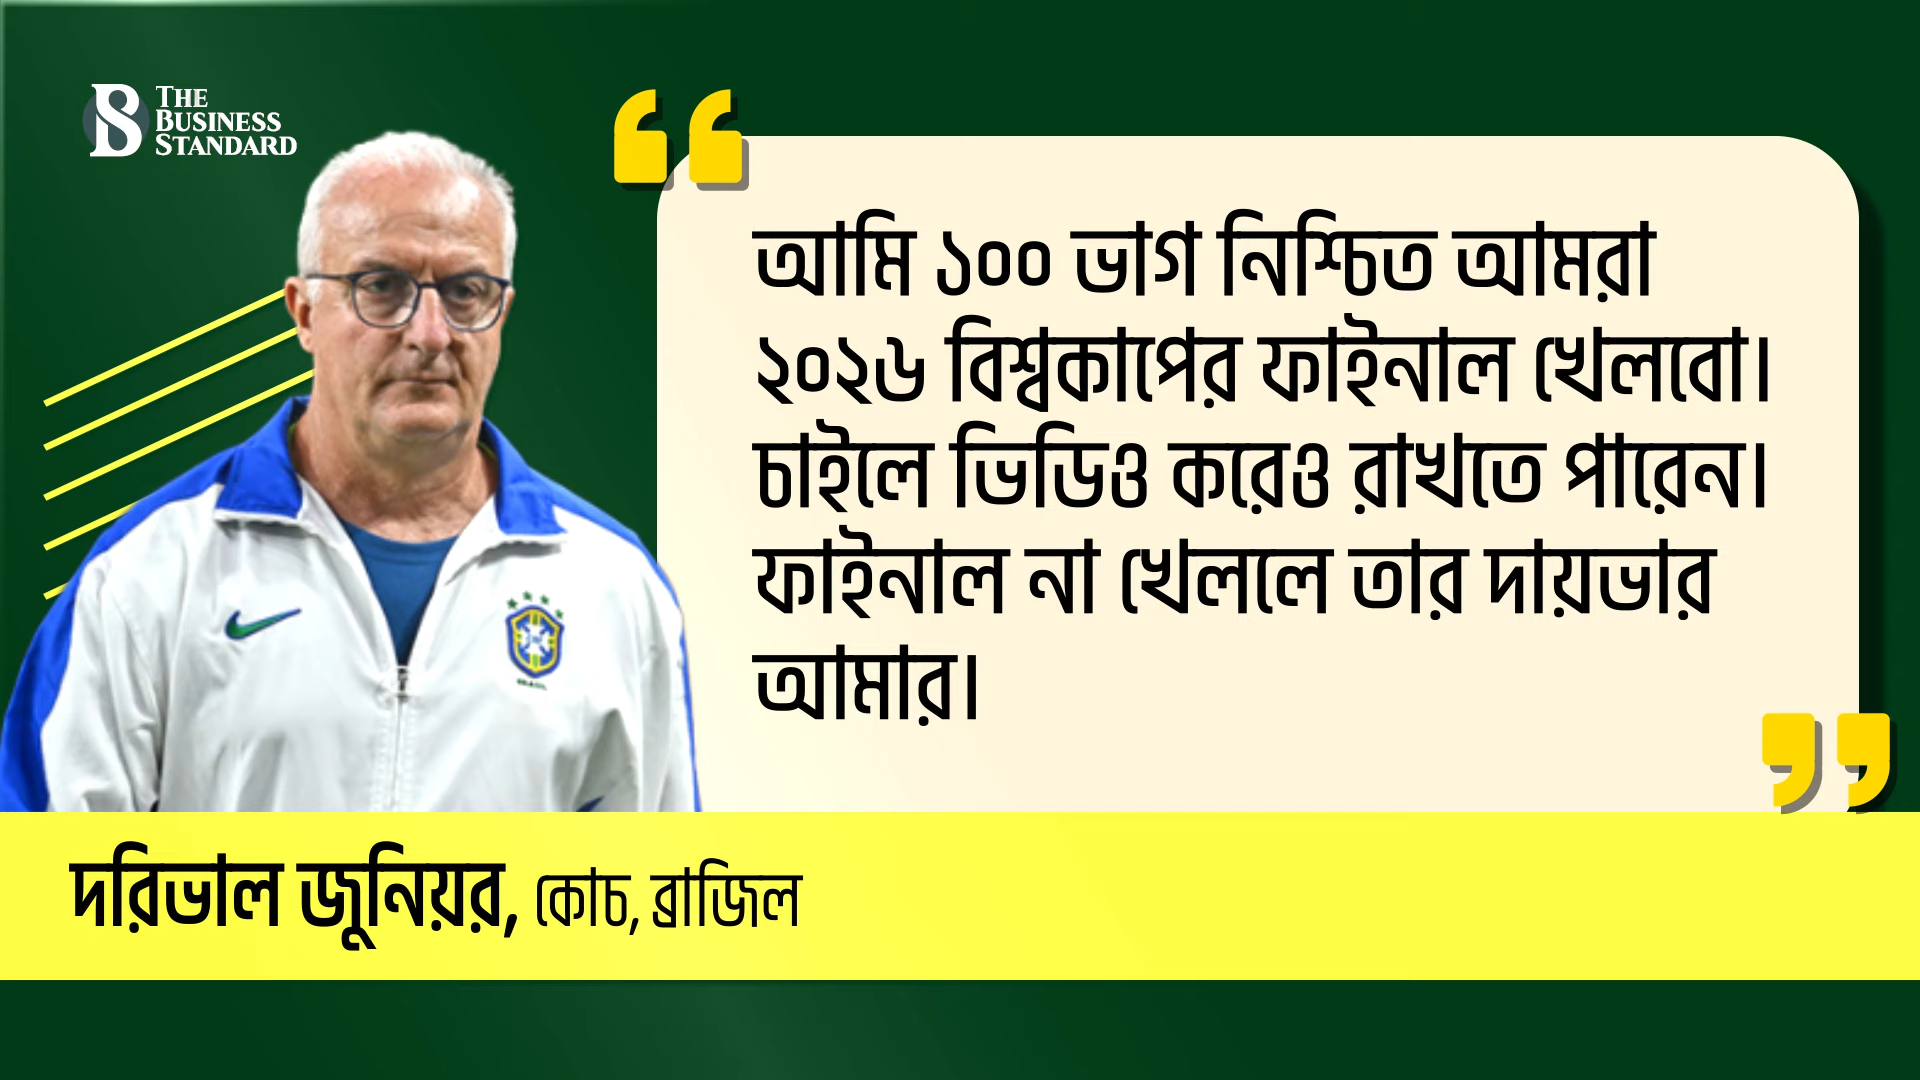 THE
BUSINESS
STANDARD
আমি ১০০ ভাগ নিশ্চিত আমরা
২০২৬ বিশ্বকাপের ফাইনাল খেলবো।
চাইলে ভিডিও করেও রাখতে পারেন।
ফাইনাল না খেললে তার দায়ভার
আমার।
দরিভাল জুনিয়র, কোচ, ব্রাজিল